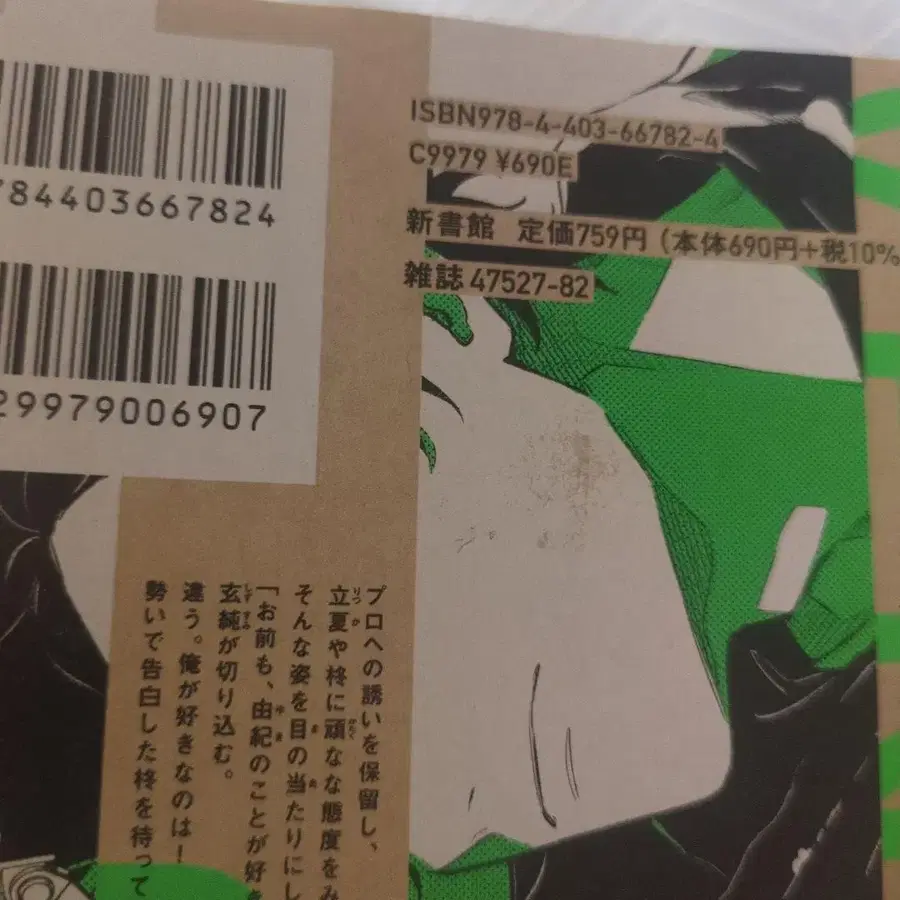 784403667824
29979006907
ISBN978-4-403-66782-4
C9979 ¥690E
新書館 定価759円(本体690円+税10%
雑誌 47527-82
プロへの誘いを保留し、
立夏や柊に頑なな態度をみ
そんな姿を目の当たりにし
「お前も、由紀のことが好き
玄純が切り込む。
違う。俺が好きなのは!
勢いで告白した柊を待って